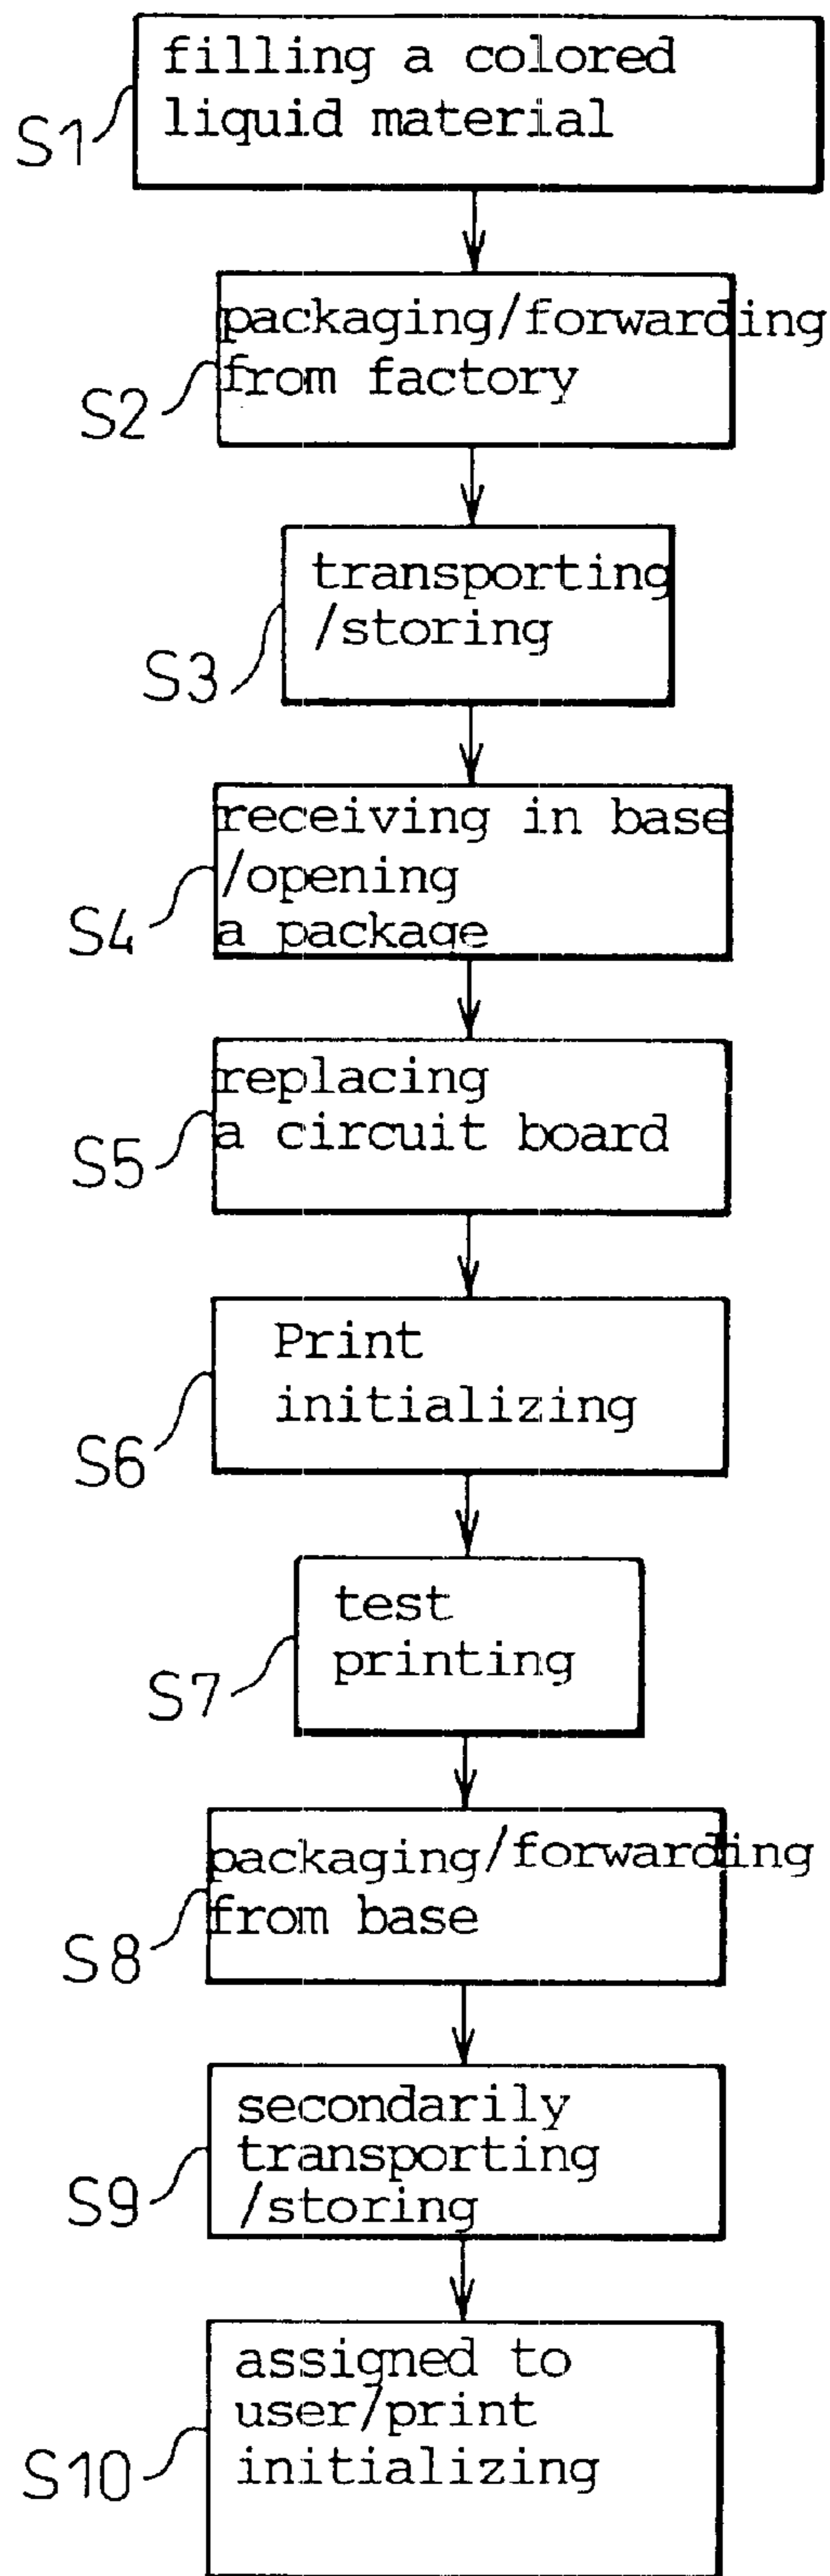 filling a colored
liquid material
S1
packaging/forwarding
from factory
S2
transporting
/storing
S3
receiving in base
/opening
a package
S4
replacing
a circuit board
S5
Print
initializing
S6
test
printing
S7
packaging/forwarding
from base
S8
secondarily
transporting
/storing
S9
assigned to
user/print
initializing
S10